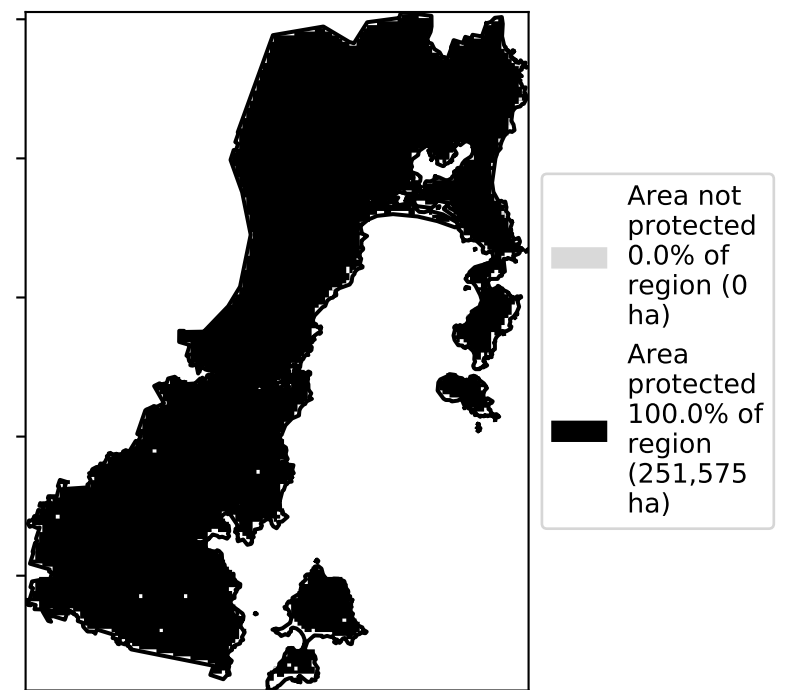 Area not
protected
0.0% of
region (0
ha)
Area
protected
100.0% of
region
(251,575
ha)